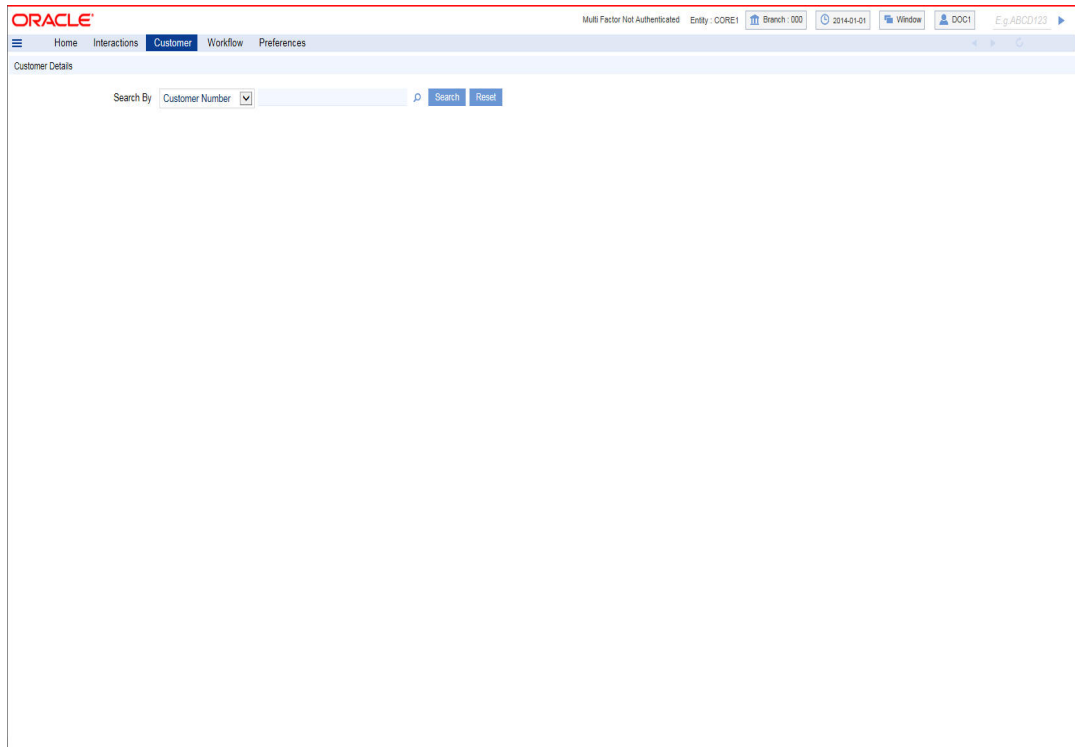 ORACLE
Multi Factor Not Authenticated Entity : CORE1 Branch : 000 2014-01-01 Window DOC1 E.g.ABCD123
Home Interactions Customer Workflow Preferences
Customer Details
Search By Customer Number Search Reset